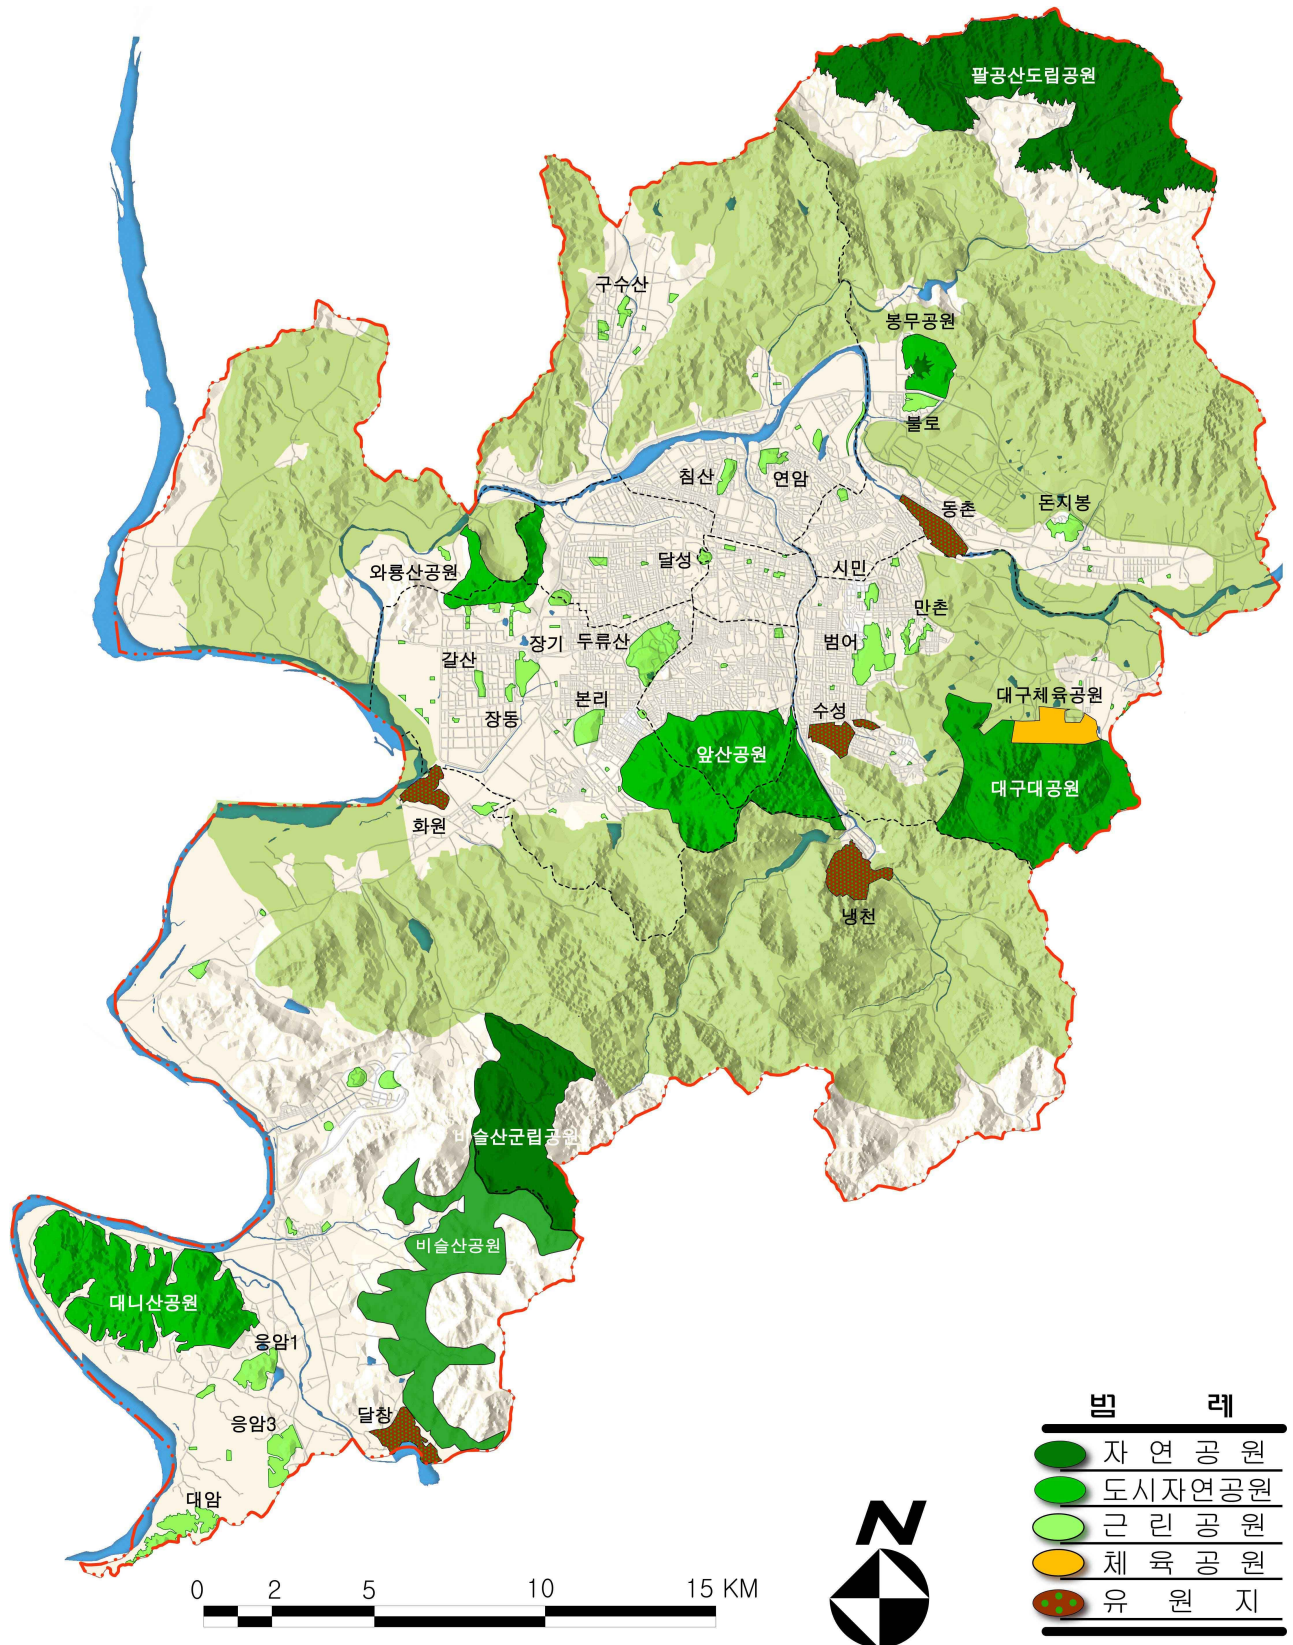 팔공산도립공원
구수산
봉무공원
불로
침산
연암
동촌
돈지봉
달성
시민
와룡산공원
만촌
장기
두류산
범어
갈산
대구체육공원
본리
수성
장동
앞산공원
대구대공원
화원
냉천
비슬산군립공원
비슬산공원
대니산공원
응암1
달창
응암3
대암
범 례
자 연 공 원
도시자연공원
근 린 공 원
체 육 공 원
유 원 지
N
0 2 5 10 15 KM